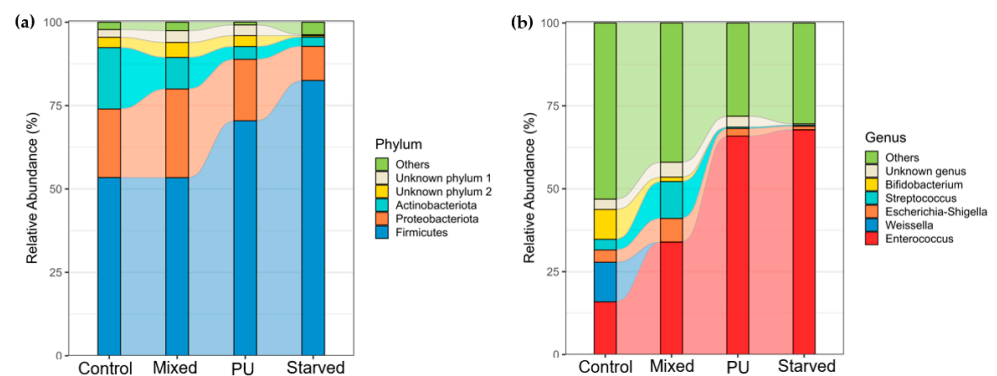 (a)
100
75
50
25
0
Relative Abundance (%)
Control Mixed PU Starved
Phylum
Others
Unknown phylum 1
Unknown phylum 2
Actinobacteriota
Proteobacteriota
Firmicutes
(b)
100
75
50
25
0
Relative Abundance (%)
Control Mixed PU Starved
Genus
Others
Unknown genus
Bifidobacterium
Streptococcus
Escherichia-Shigella
Weissella
Enterococcus